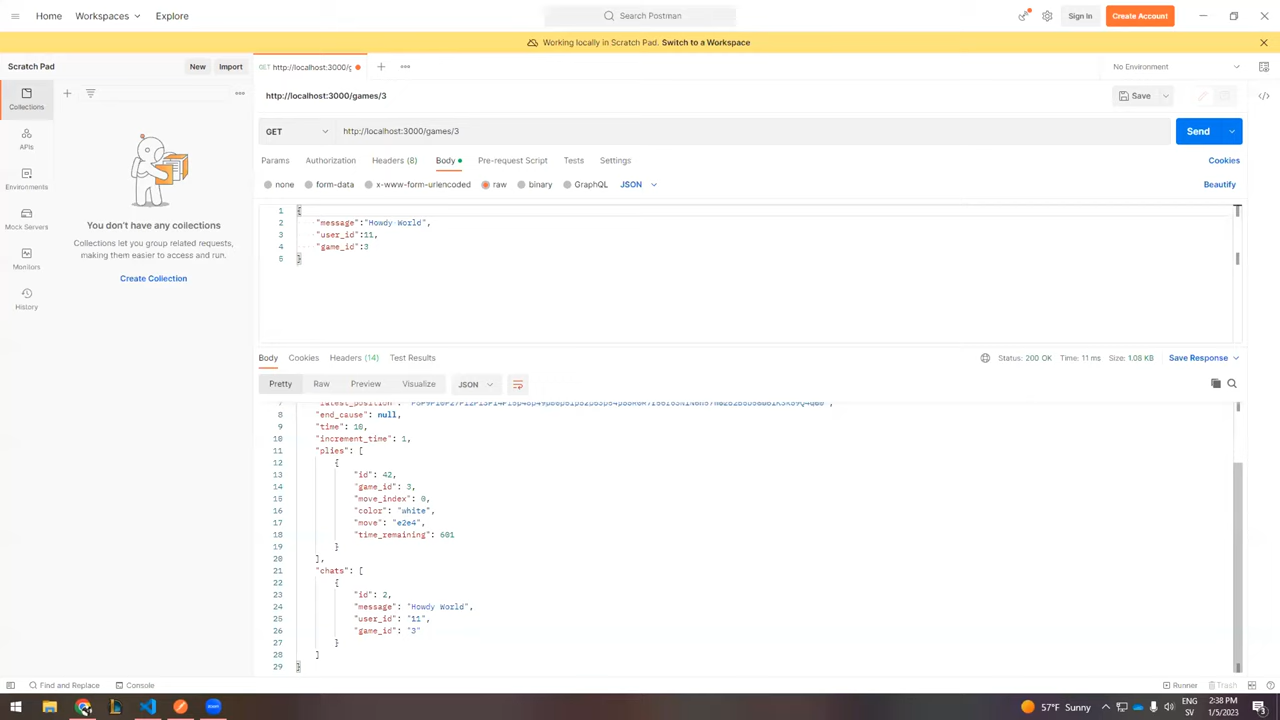 Home
Workspaces
Explore
Search Postman
Sign In
Create Account
Working locally in Scratch Pad. Switch to a Workspace
Scratch Pad
New
Import
GET http://localhost:3000/g
No Environment
http://localhost:3000/games/3
Save
Collections
APIs
Environments
Mock Servers
Monitors
History
You don't have any collections
Collections let you group related requests,
making them easier to access and run.
Create Collection
GET
http://localhost:3000/games/3
Send
Params
Authorization
Headers (8)
Body
Pre-request Script
Tests
Settings
Cookies
none
form-data
x-www-form-urlencoded
raw
binary
GraphQL
JSON
Beautify
1 {
2 "message":"Howdy World",
3 "user_id":11,
4 "game_id":3
5 }
Body
Cookies
Headers (14)
Test Results
Status: 200 OK
Time: 11 ms
Size: 1.08 KB
Save Response
Pretty
Raw
Preview
Visualize
JSON
7 "latest_position":
8 "end_cause": null,
9 "time": 10,
10 "increment_time": 1,
11 "plies": [
12 {
13 "id": 42,
14 "game_id": 3,
15 "move_index": 0,
16 "color": "white",
17 "move": "e2e4",
18 "time_remaining": 601
19 }
20 ],
21 "chats": [
22 {
23 "id": 2,
24 "message": "Howdy World",
25 "user_id": "11",
26 "game_id": "3"
27 }
28 ]
29 }
Find and Replace
Console
Runner
Trash
57°F Sunny
SV
2:38 PM
1/5/2023